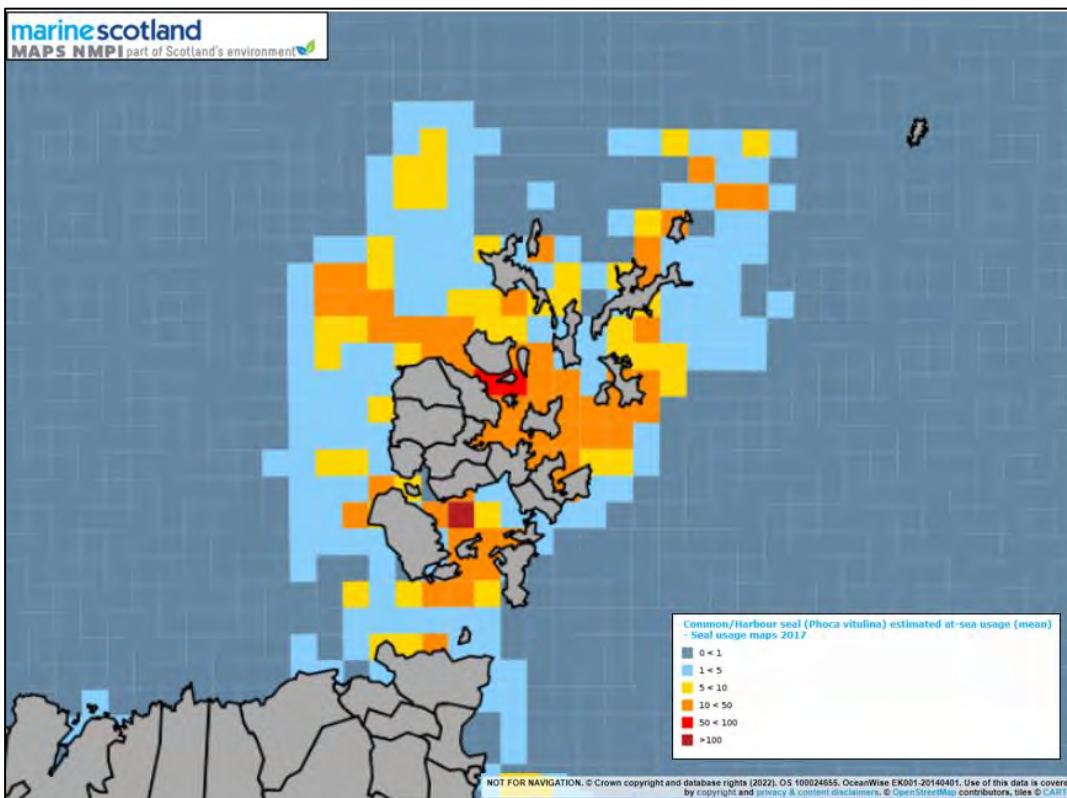 marinescotland
MAPS NMPI part of Scotland's environment
Common/Harbour seal (Phoca vitulina) estimated at-sea usage (mean)
- Seal usage maps 2017
0 < 1
1 < 5
5 < 10
10 < 50
50 < 100
>100
NOT FOR NAVIGATION. © Crown copyright and database rights (2022). OS 100024655. OceanWise EK001-20140401. Use of this data is covere
by copyright and privacy & content disclaimers. © OpenStreetMap contributors, tiles © CART